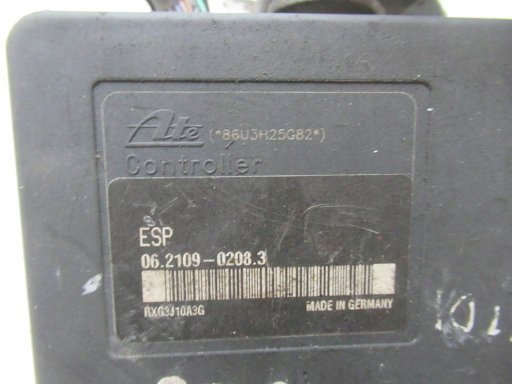 Ate (*86U3H25G82*)
Controller
ESP
06.2109-0208.3
RXG3J10A3G MADE IN GERMANY